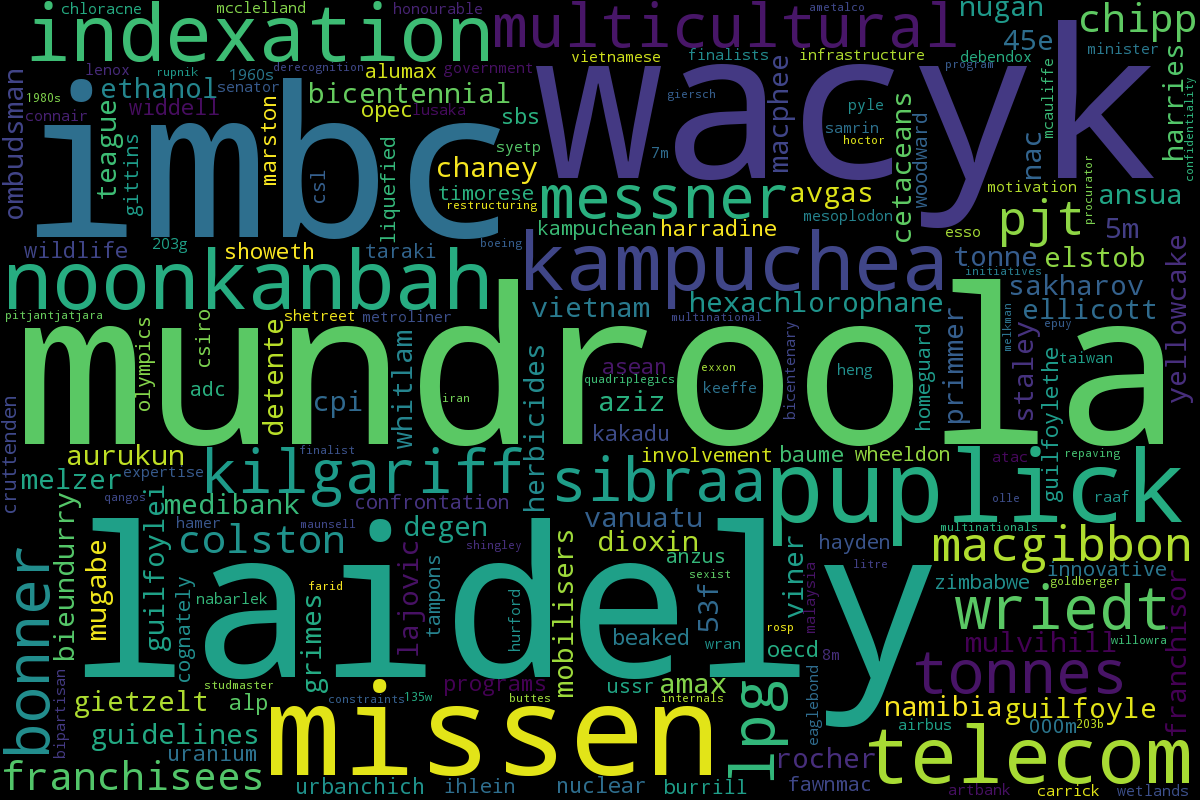 chloracne
mcclelland
honourable
ametalco
nugan
chipp
indexation
multicultural
45e
minister
vietnamese
finalists
infrastructure
debendox
program
lenox
rupnik
1960s
derecognition
alumax
government
senator
ethanol
1980s
connair
widdell
bicentennial
opec
lusaka
sbs
giersch
wacyk
macphee
pyle
samrin
hoctor
mcauliffe
harries
confidentiality
ombudsman
teague
gittins
imbc
marston
csl
liquefied
syetp
chaney
timorese
restructuring
7m
cetaceans
woodward
nac
procurator
messner
avgas
mesoplodon
motivation
ansua
pjt
5m
esso
wildlife
203g
showeth
taraki
boeing
kampuchean
harradine
kampuchea
tonne
elstob
initiatives
noonkanbah
sakharov
yellowcake
vietnam
hexachlorophane
ellicott
pitjantjatjara
shetreet
metroliner
multinational
epuy
mundroola
olympics
csiro
adc
detente
cpi
whitlam
iran
herbicides
asean
quadriplegics
exxon
keeffe
aziz
kakadu
bicentenary
heng
homeguard
primmer
melkman
staley
guilfoylethe
taiwan
cruttenden
aurukun
melzer
expertise
qangos
finalist
kilgariff
confrontation
involvement
baume
wheeldon
atac
repaving
sibraa
puplick
olle
raaf
medibank
hamer
maunsell
colston
degen
shingley
vanuatu
dioxin
anzus
sexist
hayden
multinationals
macgibbon
litre
innovative
bonner
bieundurry
mugabe
guilfoylei
cognately
nabarlek
laidely
farid
grimes
lajovic
tampons
hurford
mobilisers
beaked
53f
wran
viner
rosp
malaysia
oecd
zimbabwe
goldberger
wriedt
willowra
mulvihill
franchisor
tonnes
8m
studmaster
programs
ussr
amax
bipartisan
gietzelt
alp
constraints
135w
buttes
internals
missen
lpg
eaglebond
namibia
guilfoyle
guidelines
airbus
000m
203b
uranium
telecom
franchisees
urbanchich
ihlein
nuclear
burrill
rocher
fawnmac
artbank
carrick
wetlands